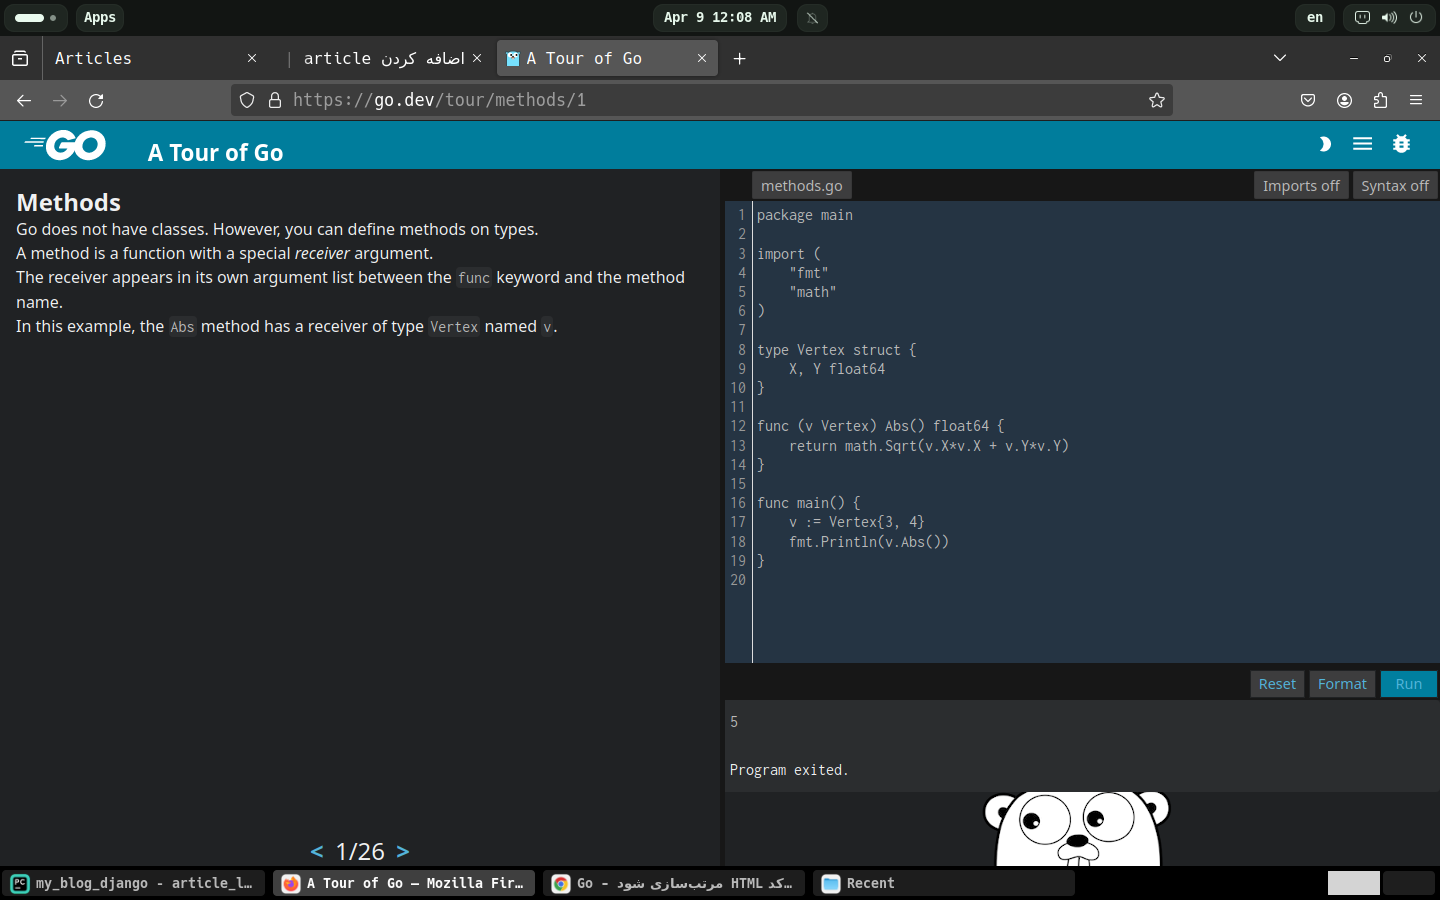 Apps
Apr 9 12:08 AM
en
Articles
اضافه کردن article
A Tour of Go
https://go.dev/tour/methods/1
GO
A Tour of Go
Methods
Go does not have classes. However, you can define methods on types.
A method is a function with a special receiver argument.
The receiver appears in its own argument list between the func keyword and the method
name.
In this example, the Abs method has a receiver of type Vertex named v.
< 1/26 >
methods.go
Imports off
Syntax off
1 package main
2
3 import (
4 "fmt"
5 "math"
6 )
7
8 type Vertex struct {
9 X, Y float64
10 }
11
12 func (v Vertex) Abs() float64 {
13 return math.Sqrt(v.X*v.X + v.Y*v.Y)
14 }
15
16 func main() {
17 v := Vertex{3, 4}
18 fmt.Println(v.Abs())
19 }
20
Reset
Format
Run
5
Program exited.
PC
my_blog_django - article_l…
A Tour of Go — Mozilla Fir…
Go - مرتب‌سازی شود HTML کد…
Recent